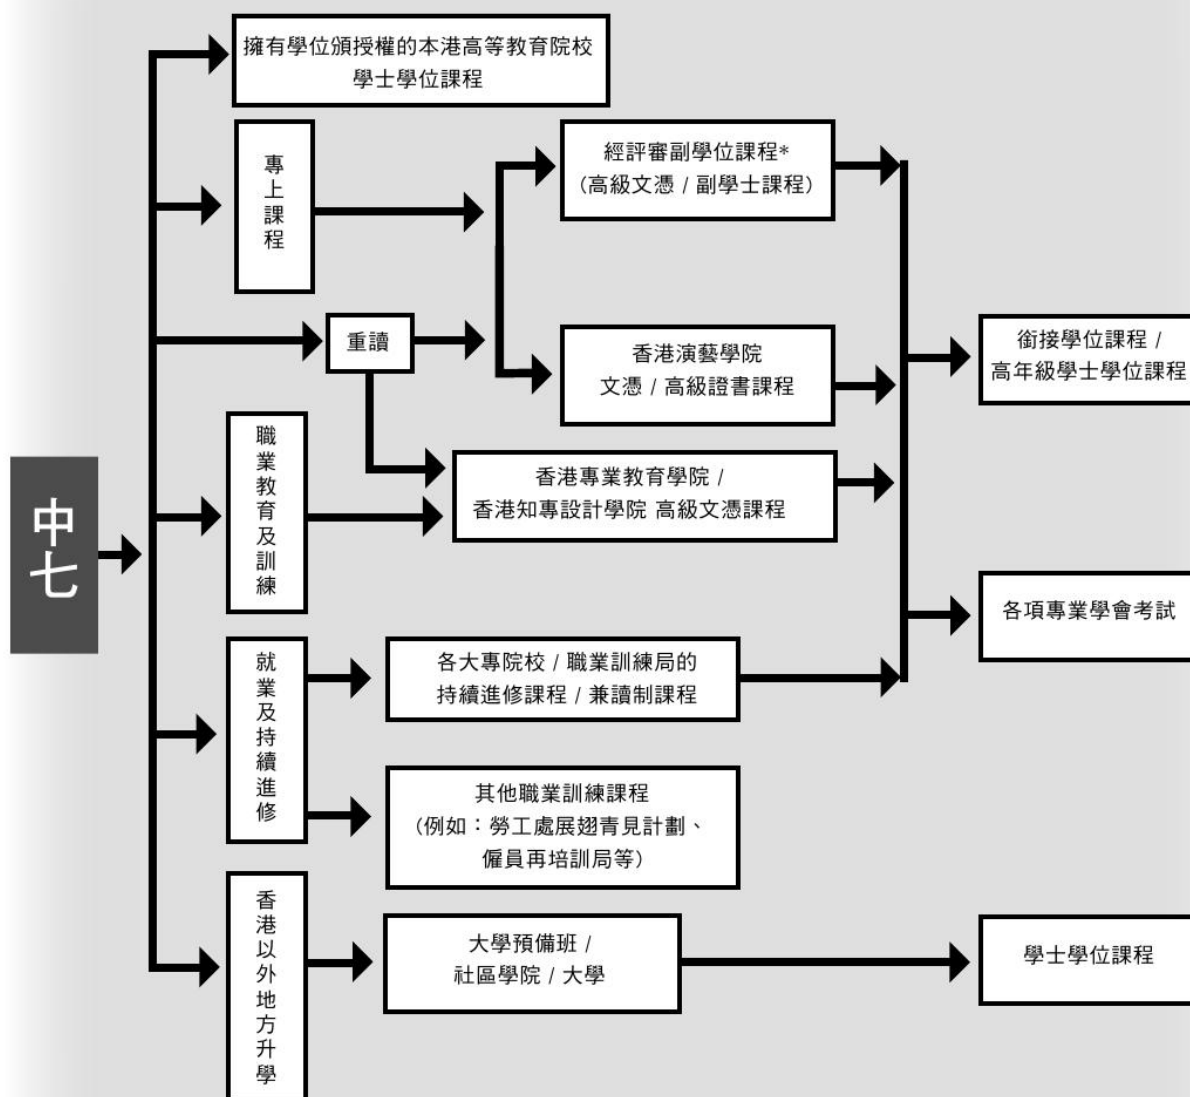 擁有學位頒授權的本港高等教育院校
學士學位課程
專上課程
經評審副學位課程*
(高級文憑 / 副學士課程)
重讀
香港演藝學院
文憑 / 高級證書課程
銜接學位課程 /
高年級學士學位課程
中七
職業教育及訓練
香港專業教育學院 /
香港知專設計學院 高級文憑課程
各項專業學會考試
就業及持續進修
各大專院校 / 職業訓練局的
持續進修課程 / 兼讀制課程
其他職業訓練課程
(例如：勞工處展翅青見計劃、
僱員再培訓局等)
香港以外地方升學
大學預備班 /
社區學院 / 大學
學士學位課程